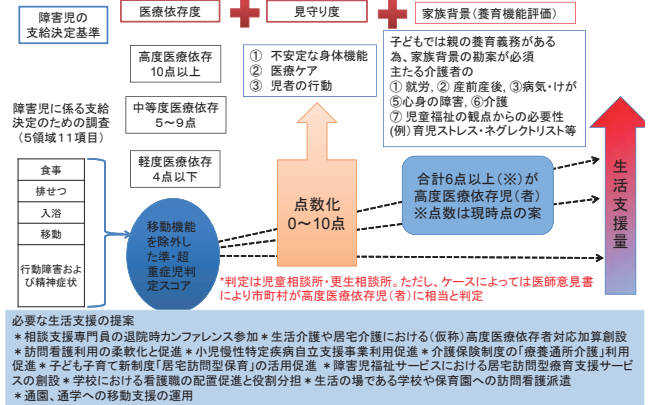 障害児の
支給決定基準
医療依存度
見守り度
家族背景(養育機能評価)
高度医療依存
10点以上
中等度医療依存
5～9点
軽度医療依存
4点以下
① 不安定な身体機能
② 医療ケア
③ 児者の行動
子どもでは親の養育義務がある
為、家族背景の勘案が必須
主たる介護者の
①就労,② 産前産後,③病気・けが
⑤心身の障害,⑥介護
⑦ 児童福祉の観点からの必要性
(例)育児ストレス・ネグレクトリスト等
障害児に係る支給
決定のための調査
(5領域11項目)
食事
排せつ
入浴
移動
行動障害およ
び精神症状
移動機能
を除外し
た準・超
重症児判
定スコア
点数化
0～10点
合計6点以上(※)が
高度医療依存児(者)
※点数は現時点の案
生活支援量
*判定は児童相談所・更生相談所。ただし、ケースによっては医師意見書
により市町村が高度医療依存児(者)に相当と判定
必要な生活支援の提案
＊相談支援専門員の退院時カンファレンス参加＊生活介護や居宅介護における(仮称)高度医療依存者対応加算創設
＊訪問看護利用の柔軟化と促進＊小児慢性特定疾病自立支援事業利用促進＊介護保険制度の「療養通所介護」利用
促進＊子ども子育て新制度「居宅訪問型保育」の活用促進 ＊障害児福祉サービスにおける居宅訪問型療育支援サービ
スの創設＊学校における看護職の配置促進と役割分担＊生活の場である学校や保育園への訪問看護派遣
＊通園、通学への移動支援の運用